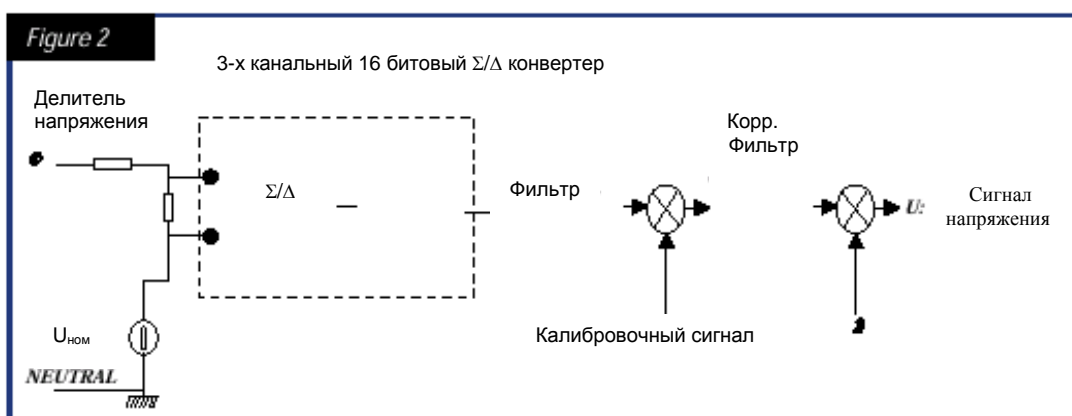 Figure 2
3-х канальный 16 битовый Σ/Δ конвертер
Делитель
напряжения
Корр.
Фильтр
Σ/Δ
Фильтр
U:
Сигнал
напряжения
Uном
Калибровочный сигнал
NEUTRAL